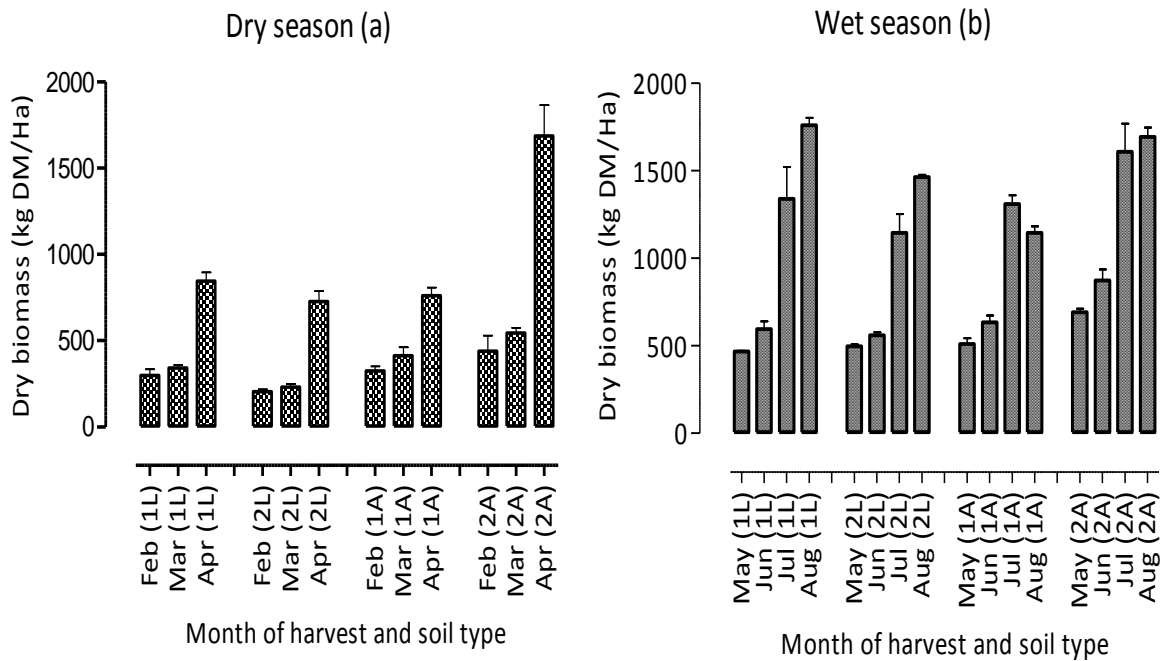 Dry season (a)
Dry biomass (kg DM/Ha)
2000
1500
1000
500
0
Feb (1L)
Mar (1L)
Apr (1L)
Feb (2L)
Mar (2L)
Apr (2L)
Feb (1A)
Mar (1A)
Apr (1A)
Feb (2A)
Mar (2A)
Apr (2A)
Month of harvest and soil type
Wet season (b)
Dry biomass (kg DM/Ha)
2000
1500
1000
500
0
May (1L)
Jun (1L)
Jul (1L)
Aug (1L)
May (2L)
Jun (2L)
Jul (2L)
Aug (2L)
May (1A)
Jun (1A)
Jul (1A)
Aug (1A)
May (2A)
Jun (2A)
Jul (2A)
Aug (2A)
Month of harvest and soil type